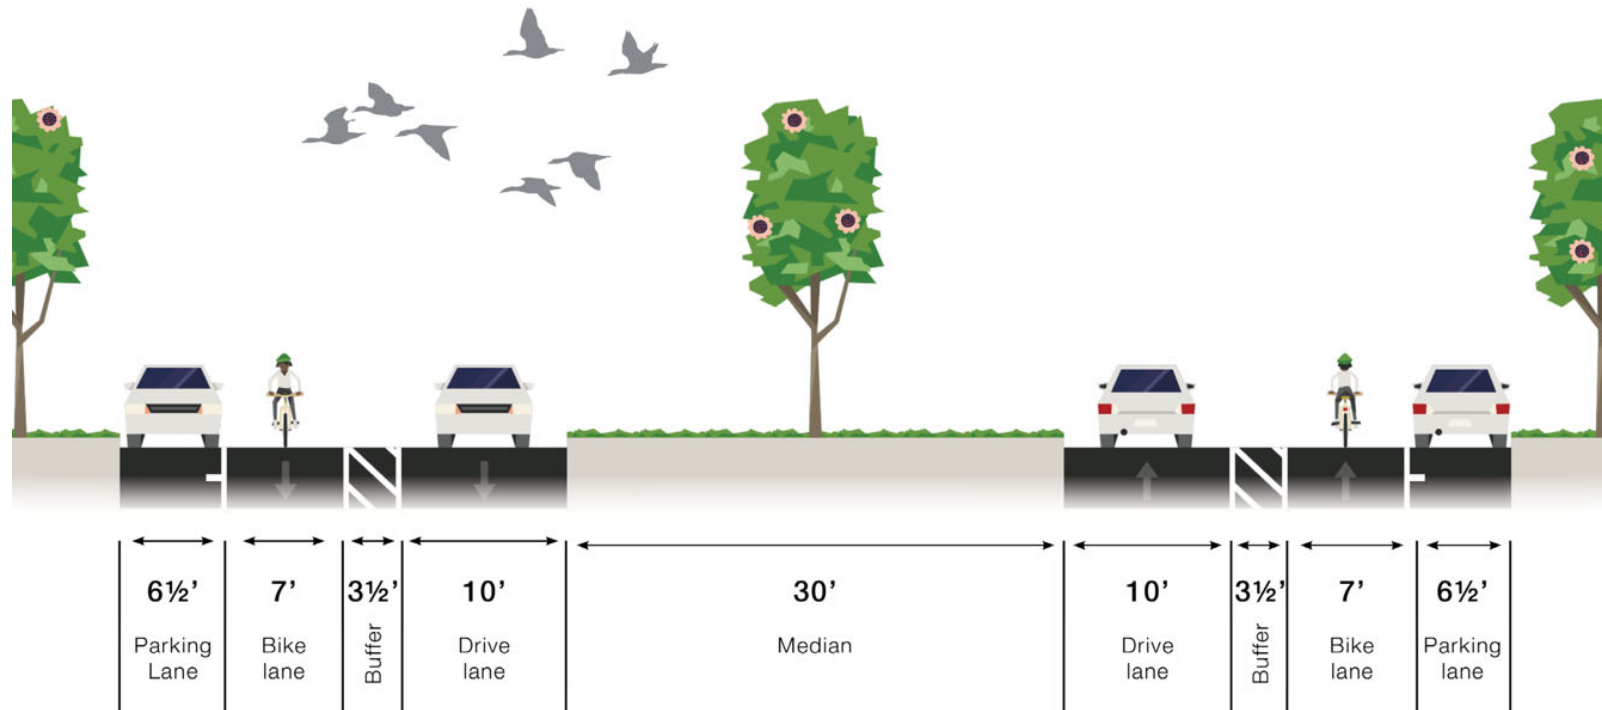 6½’ 7’ 3½’ 10’ 30’ 10’ 3½’ 7’ 6½’
Parking Lane
Bike lane
Buffer
Drive lane
Median
Drive lane
Buffer
Bike lane
Parking lane